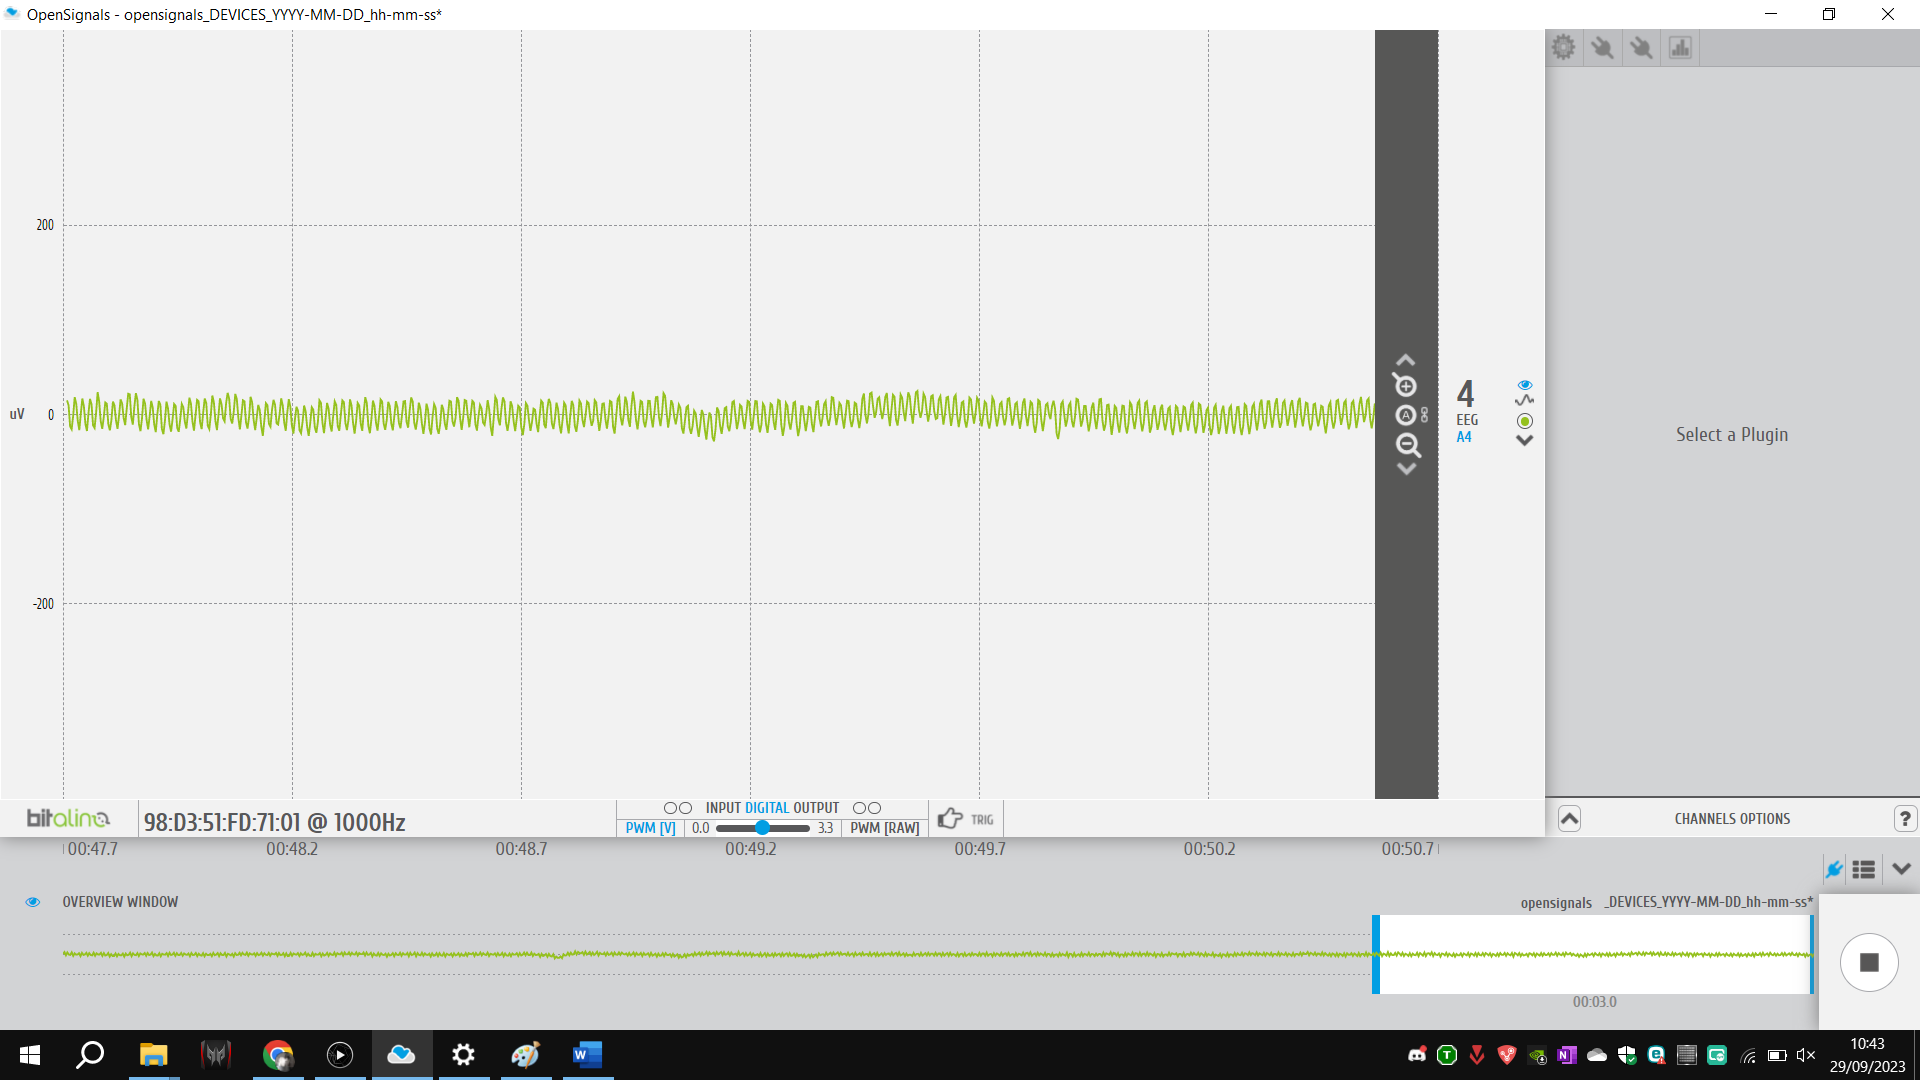 OpenSignals - opensignals_DEVICES_YYYY-MM-DD_hh-mm-ss*
200
uV 0
-200
A
4
EEG
A4
Select a Plugin
bitalino
98:D3:51:FD:71:01 @ 1000Hz
INPUT DIGITAL OUTPUT
PWM [V] 0.0 3.3 PWM [RAW]
TRIG
CHANNELS OPTIONS
?
00:47.7 00:48.2 00:48.7 00:49.2 00:49.7 00:50.2 00:50.7
OVERVIEW WINDOW
opensignals _DEVICES_YYYY-MM-DD_hh-mm-ss*
00:03.0
10:43
29/09/2023